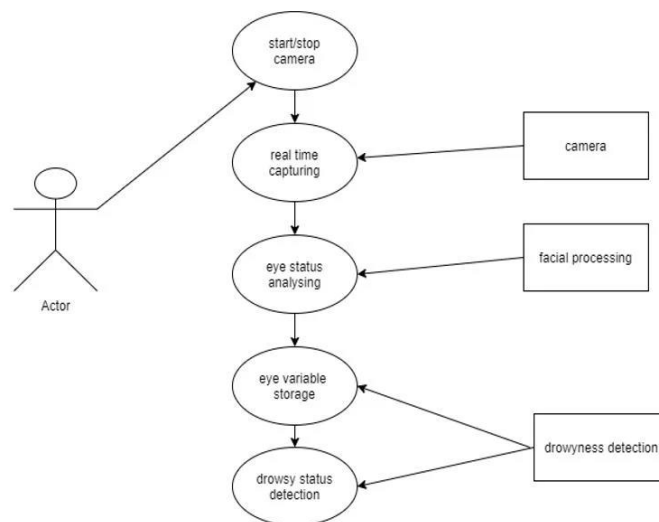 start/stop
camera
real time
capturing
camera
eye status
analysing
facial processing
Actor
eye variable
storage
drowsy status
detection
drowyness detection